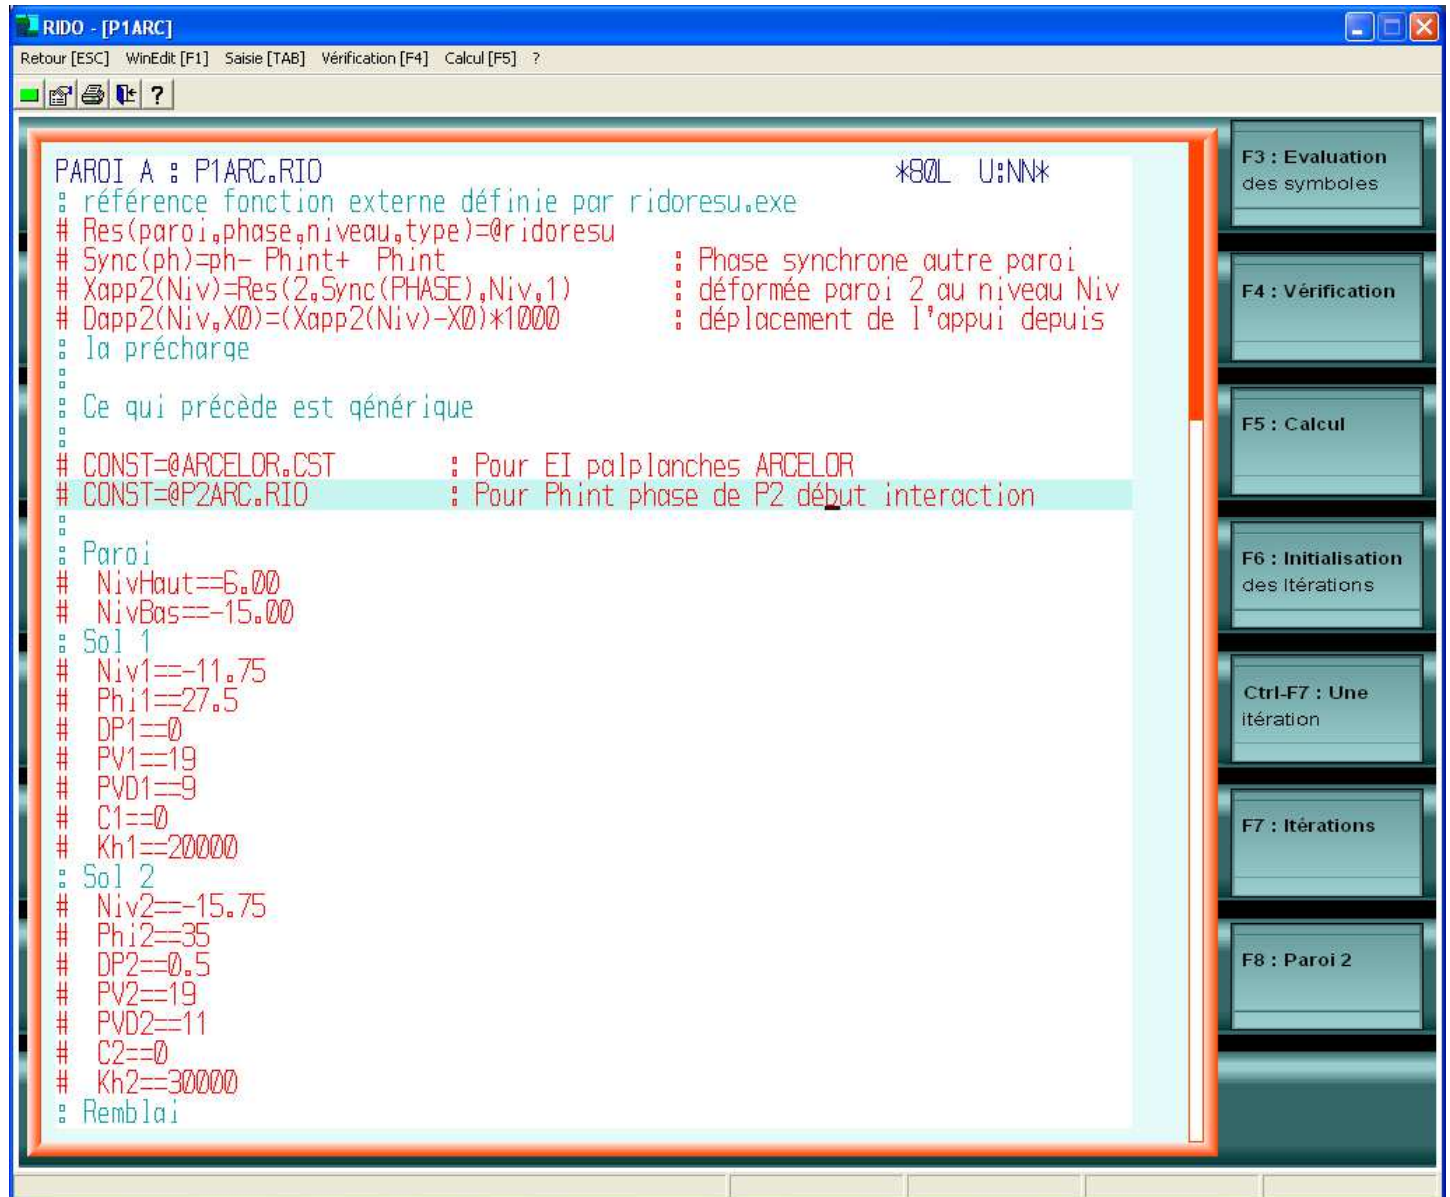 RIDO - [P1ARC]
Retour [ESC] WinEdit [F1] Saisie [TAB] Vérification [F4] Calcul [F5] ?
PAROI A : P1ARC.RIO *80L U:NN*
: référence fonction externe définie par ridoresu.exe
# Res(paroi,phase,niveau,type)=@ridoresu
# Sync(ph)=ph- Phint+ Phint : Phase synchrone autre paroi
# Xapp2(Niv)=Res(2,Sync(PHASE),Niv,1) : déformée paroi 2 au niveau Niv
# Dapp2(Niv,X0)=(Xapp2(Niv)-X0)*1000 : déplacement de l'appui depuis
: la précharge
:
: Ce qui précède est générique
:
# CONST=@ARCELOR.CST : Pour EI palplanches ARCELOR
# CONST=@P2ARC.RIO : Pour Phint phase de P2 début interaction
:
: Paroi
# NivHaut==6.00
# NivBas==-15.00
: Sol 1
# Niv1==-11.75
# Phi1==27.5
# DP1==0
# PV1==19
# PVD1==9
# C1==0
# Kh1==20000
: Sol 2
# Niv2==-15.75
# Phi2==35
# DP2==0.5
# PV2==19
# PVD2==11
# C2==0
# Kh2==30000
: Remblai
F3 : Evaluation
des symboles
F4 : Vérification
F5 : Calcul
F6 : Initialisation
des Itérations
Ctrl-F7 : Une
itération
F7 : Itérations
F8 : Paroi 2